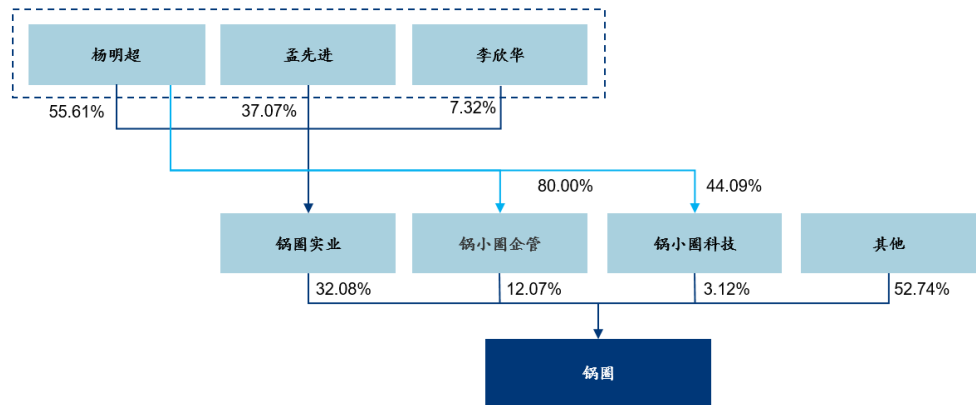 杨明超
孟先进
李欣华
55.61%
37.07%
7.32%
80.00%
44.09%
锅圈实业
锅小圈企管
锅小圈科技
其他
32.08%
12.07%
3.12%
52.74%
锅圈